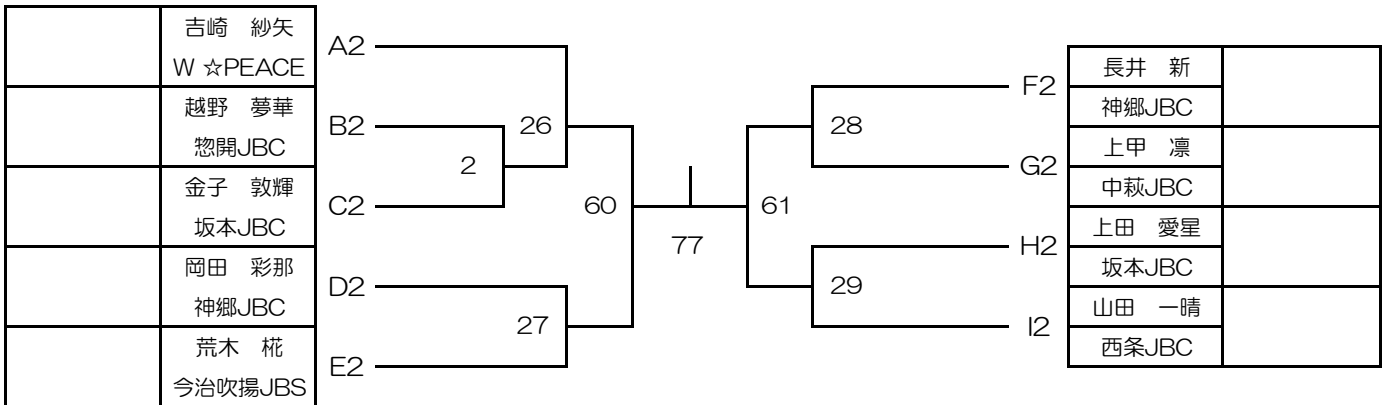 吉崎　紗矢
W ☆PEACE
A2
越野　夢華
惣開JBC
B2
金子　敦輝
坂本JBC
C2
岡田　彩那
神郷JBC
D2
荒木　椛
今治吹揚JBS
E2
2
26
27
60
77
61
28
29
F2
長井　新
神郷JBC
G2
上甲　凛
中萩JBC
H2
上田　愛星
坂本JBC
I2
山田　一晴
西条JBC